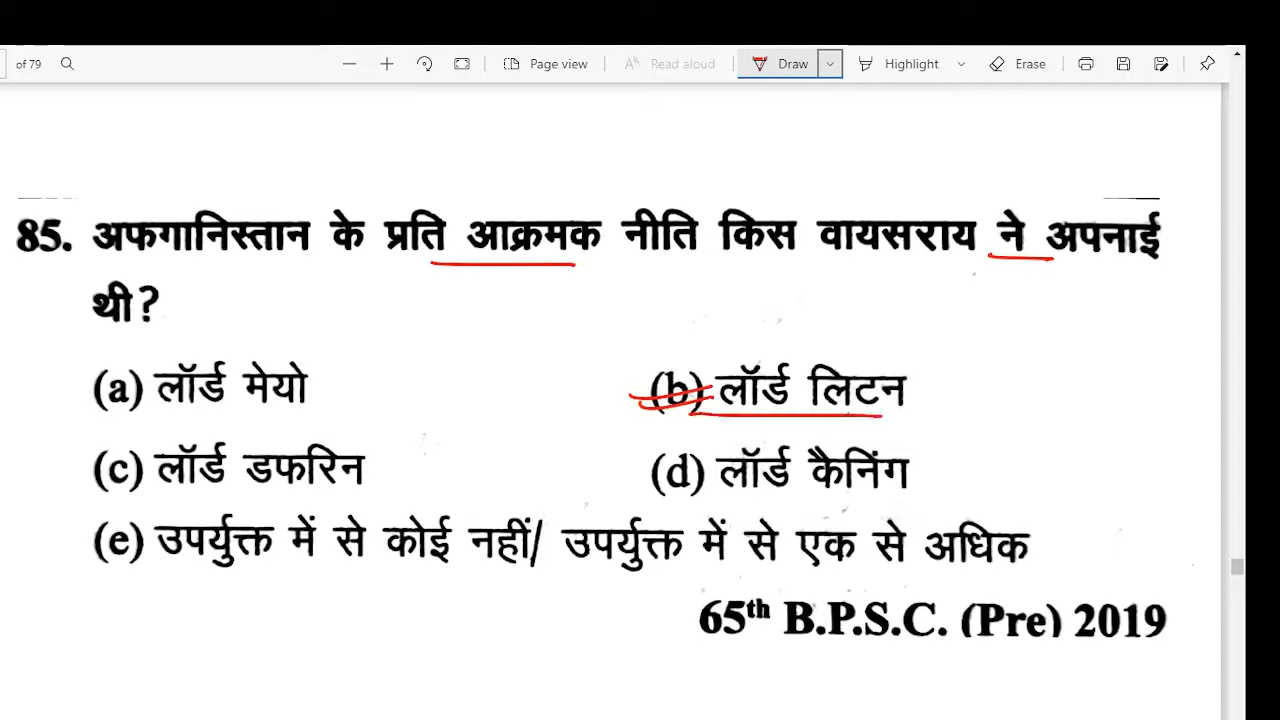 of 79 Page view Read aloud Draw Highlight Erase
85. अफगानिस्तान के प्रति आक्रमक नीति किस वायसराय ने अपनाई
थी?
(a) लॉर्ड मेयो (b) लॉर्ड लिटन
(c) लॉर्ड डफरिन (d) लॉर्ड कैनिंग
(e) उपर्युक्त में से कोई नहीं/ उपर्युक्त में से एक से अधिक
65th B.P.S.C. (Pre) 2019